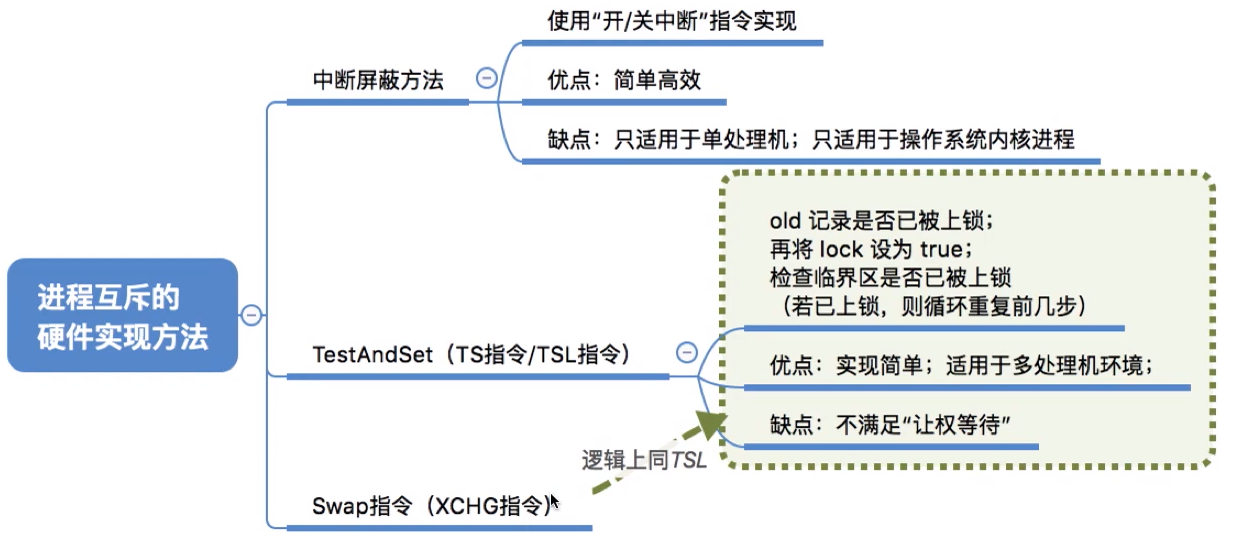 使用“开/关中断”指令实现
中断屏蔽方法
优点：简单高效
缺点：只适用于单处理机；只适用于操作系统内核进程
进程互斥的
硬件实现方法
TestAndSet（TS指令/TSL指令）
old 记录是否已被上锁；
再将 lock 设为 true；
检查临界区是否已被上锁
（若已上锁，则循环重复前几步）
优点：实现简单；适用于多处理机环境；
缺点：不满足“让权等待”
逻辑上同TSL
Swap指令（XCHG指令）